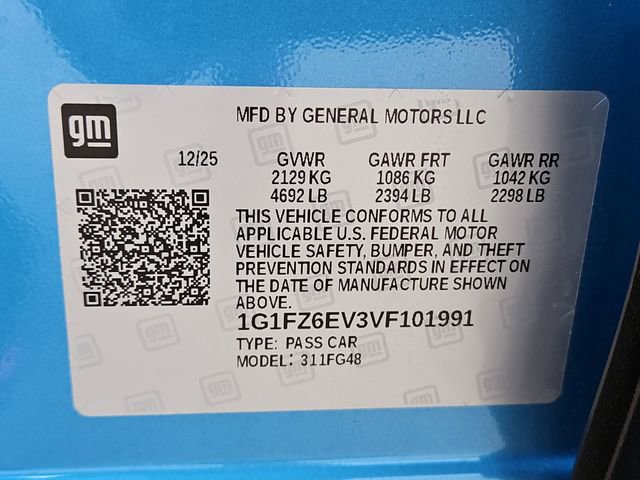 gm
MFD BY GENERAL MOTORS LLC
12/25 GVWR GAWR FRT GAWR RR
2129 KG 1086 KG 1042 KG
4692 LB 2394 LB 2298 LB
THIS VEHICLE CONFORMS TO ALL
APPLICABLE U.S. FEDERAL MOTOR
VEHICLE SAFETY, BUMPER, AND THEFT
PREVENTION STANDARDS IN EFFECT ON
THE DATE OF MANUFACTURE SHOWN
ABOVE.
1G1FZ6EV3VF101991
TYPE: PASS CAR
MODEL: 311FG48